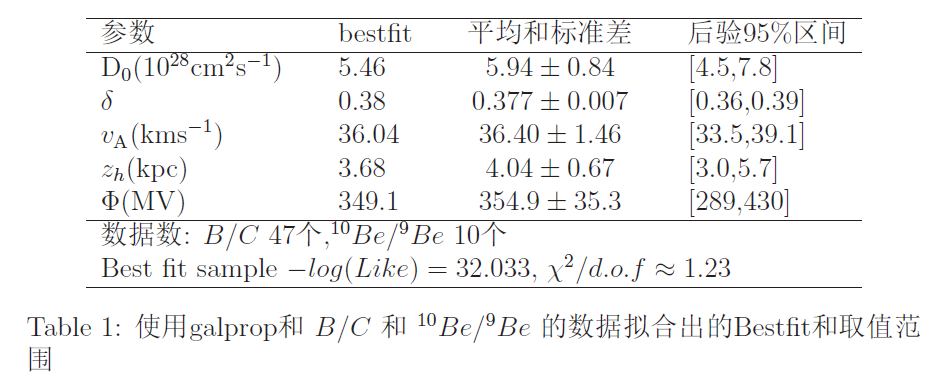 参数 bestfit 平均和标准差 后验95%区间
D₀(10²⁸cm²s⁻¹) 5.46 5.94 ± 0.84 [4.5,7.8]
δ 0.38 0.377 ± 0.007 [0.36,0.39]
v_A(kms⁻¹) 36.04 36.40 ± 1.46 [33.5,39.1]
z_h(kpc) 3.68 4.04 ± 0.67 [3.0,5.7]
Φ(MV) 349.1 354.9 ± 35.3 [289,430]
数据数: B/C 47个,¹⁰Be/⁹Be 10个
Best fit sample −log(Like) = 32.033, χ²/d.o.f ≈ 1.23
Table 1: 使用galprop和 B/C 和 ¹⁰Be/⁹Be 的数据拟合出的Bestfit和取值范
围